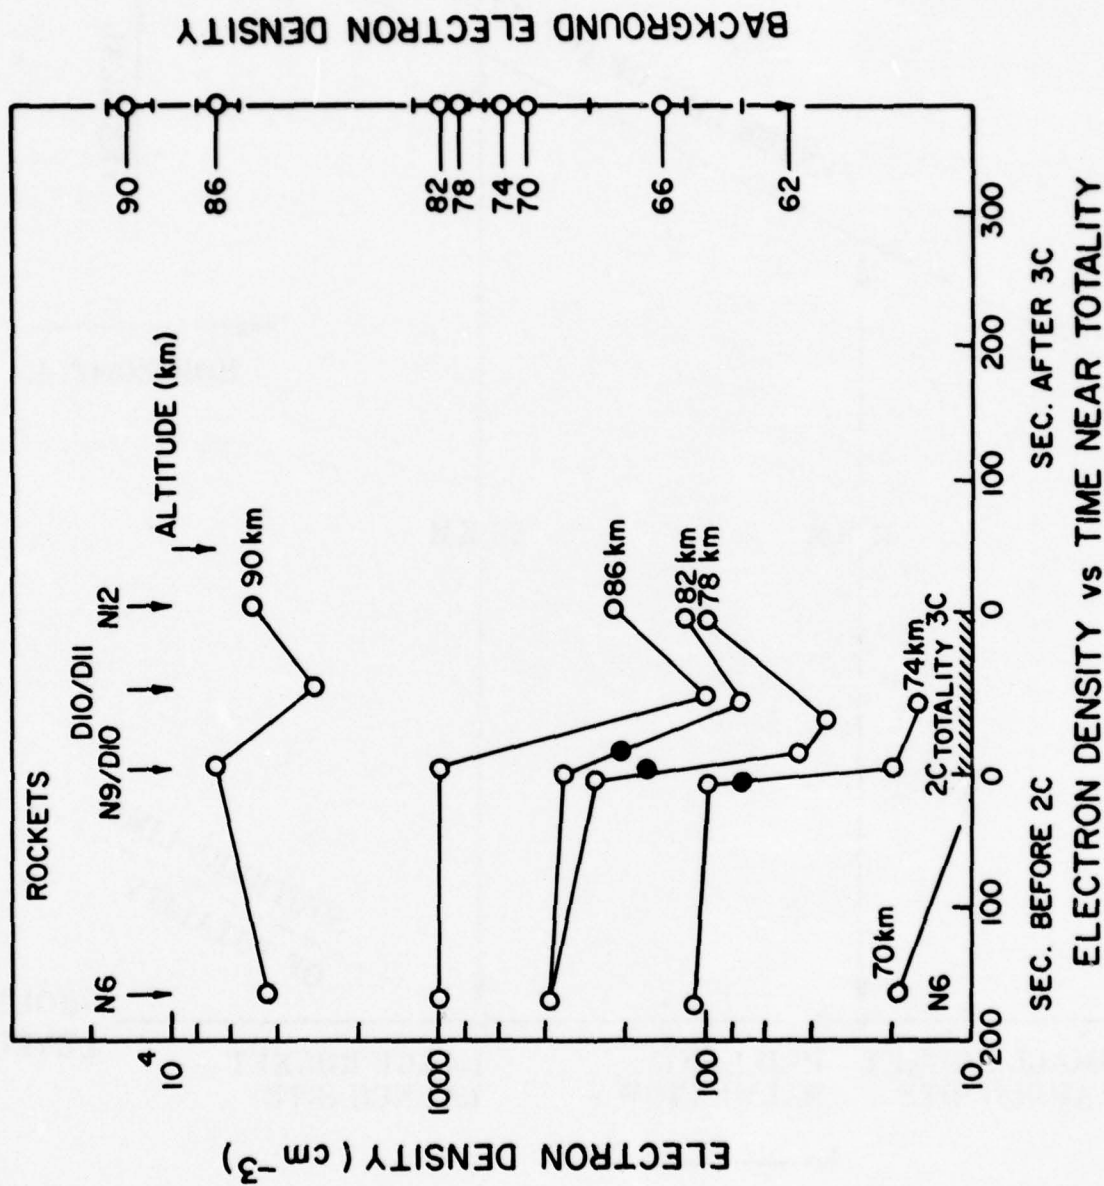 ROCKETS
N6
N9/D10
D10/D11
N12
ALTITUDE (km)
90 km
86 km
82 km
78 km
74 km
70 km
N6
2C TOTALITY 3C
ELECTRON DENSITY (cm⁻³)
10⁴
1000
100
10
BACKGROUND ELECTRON DENSITY
90
86
82
78
74
70
66
62
200 100 0 0 100 200 300
SEC. BEFORE 2C SEC. AFTER 3C
ELECTRON DENSITY vs TIME NEAR TOTALITY